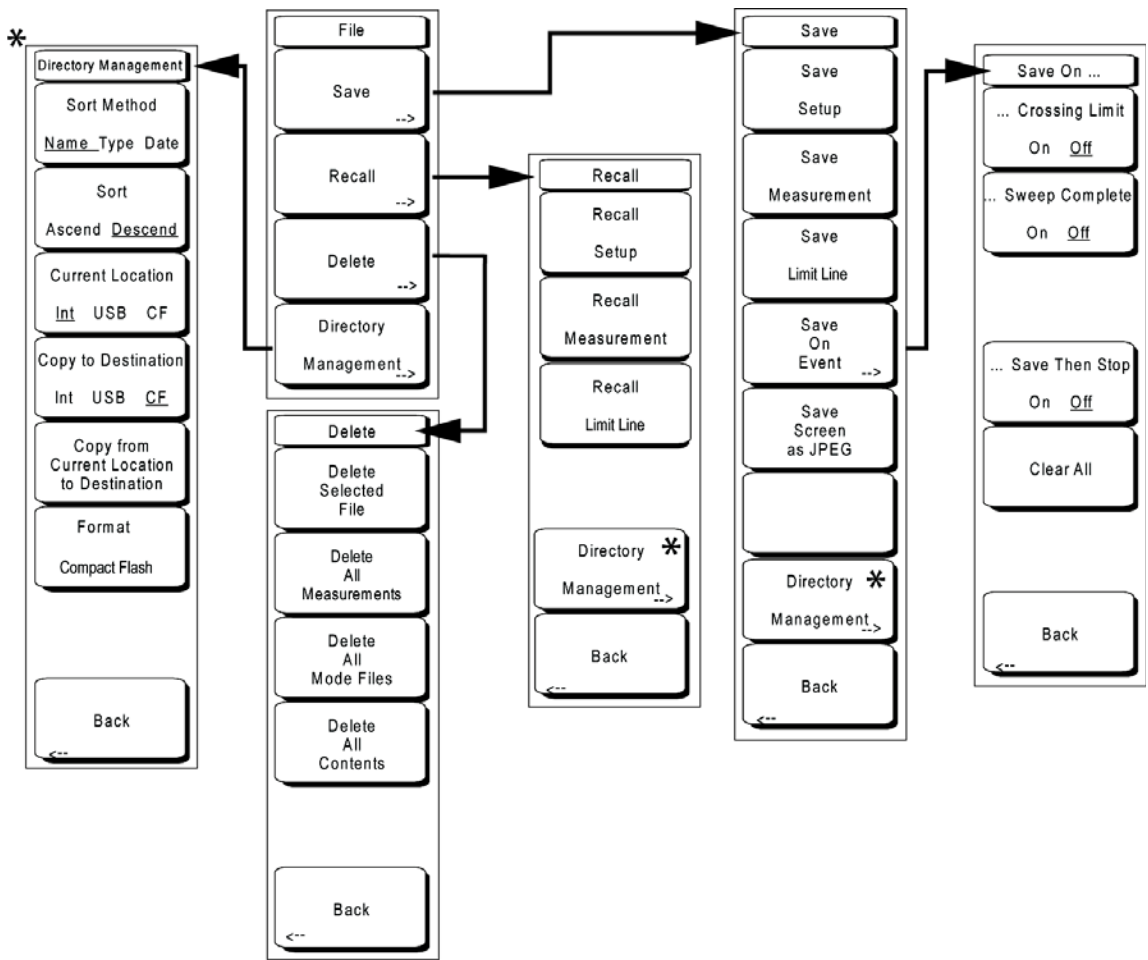 *
Directory Management
Sort Method
Name Type Date
Sort
Ascend Descend
Current Location
Int USB CF
Copy to Destination
Int USB CF
Copy from
Current Location
to Destination
Format
Compact Flash
Back
<--
File
Save
-->
Recall
-->
Delete
-->
Directory
Management
-->
Delete
Delete
Selected
File
Delete
All
Measurements
Delete
All
Mode Files
Delete
All
Contents
Back
<--
Recall
Recall
Setup
Recall
Measurement
Recall
Limit Line
Directory *
Management
-->
Back
<--
Save
Save
Setup
Save
Measurement
Save
Limit Line
Save
On
Event -->
Save
Screen
as JPEG
Directory *
Management
-->
Back
<--
Save On ...
... Crossing Limit
On Off
... Sweep Complete
On Off
... Save Then Stop
On Off
Clear All
Back
<--